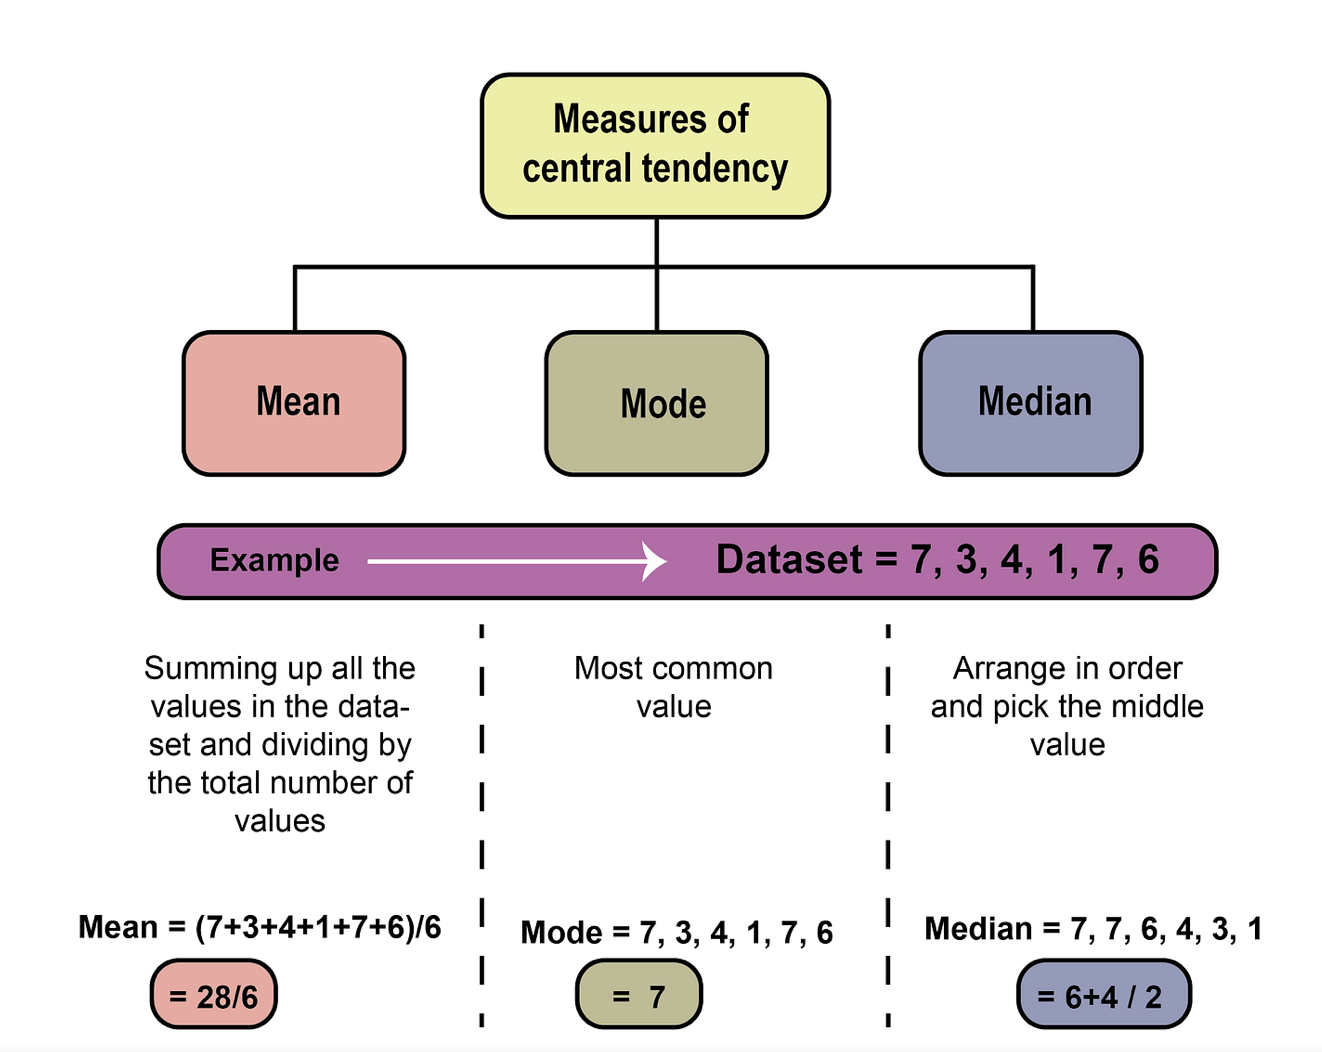 Measures of
central tendency
Mean
Mode
Median
Example
Dataset = 7, 3, 4, 1, 7, 6
Summing up all the
values in the data-
set and dividing by
the total number of
values
Mean = (7+3+4+1+7+6)/6
= 28/6
Most common
value
Mode = 7, 3, 4, 1, 7, 6
= 7
Arrange in order
and pick the middle
value
Median = 7, 7, 6, 4, 3, 1
= 6+4 / 2